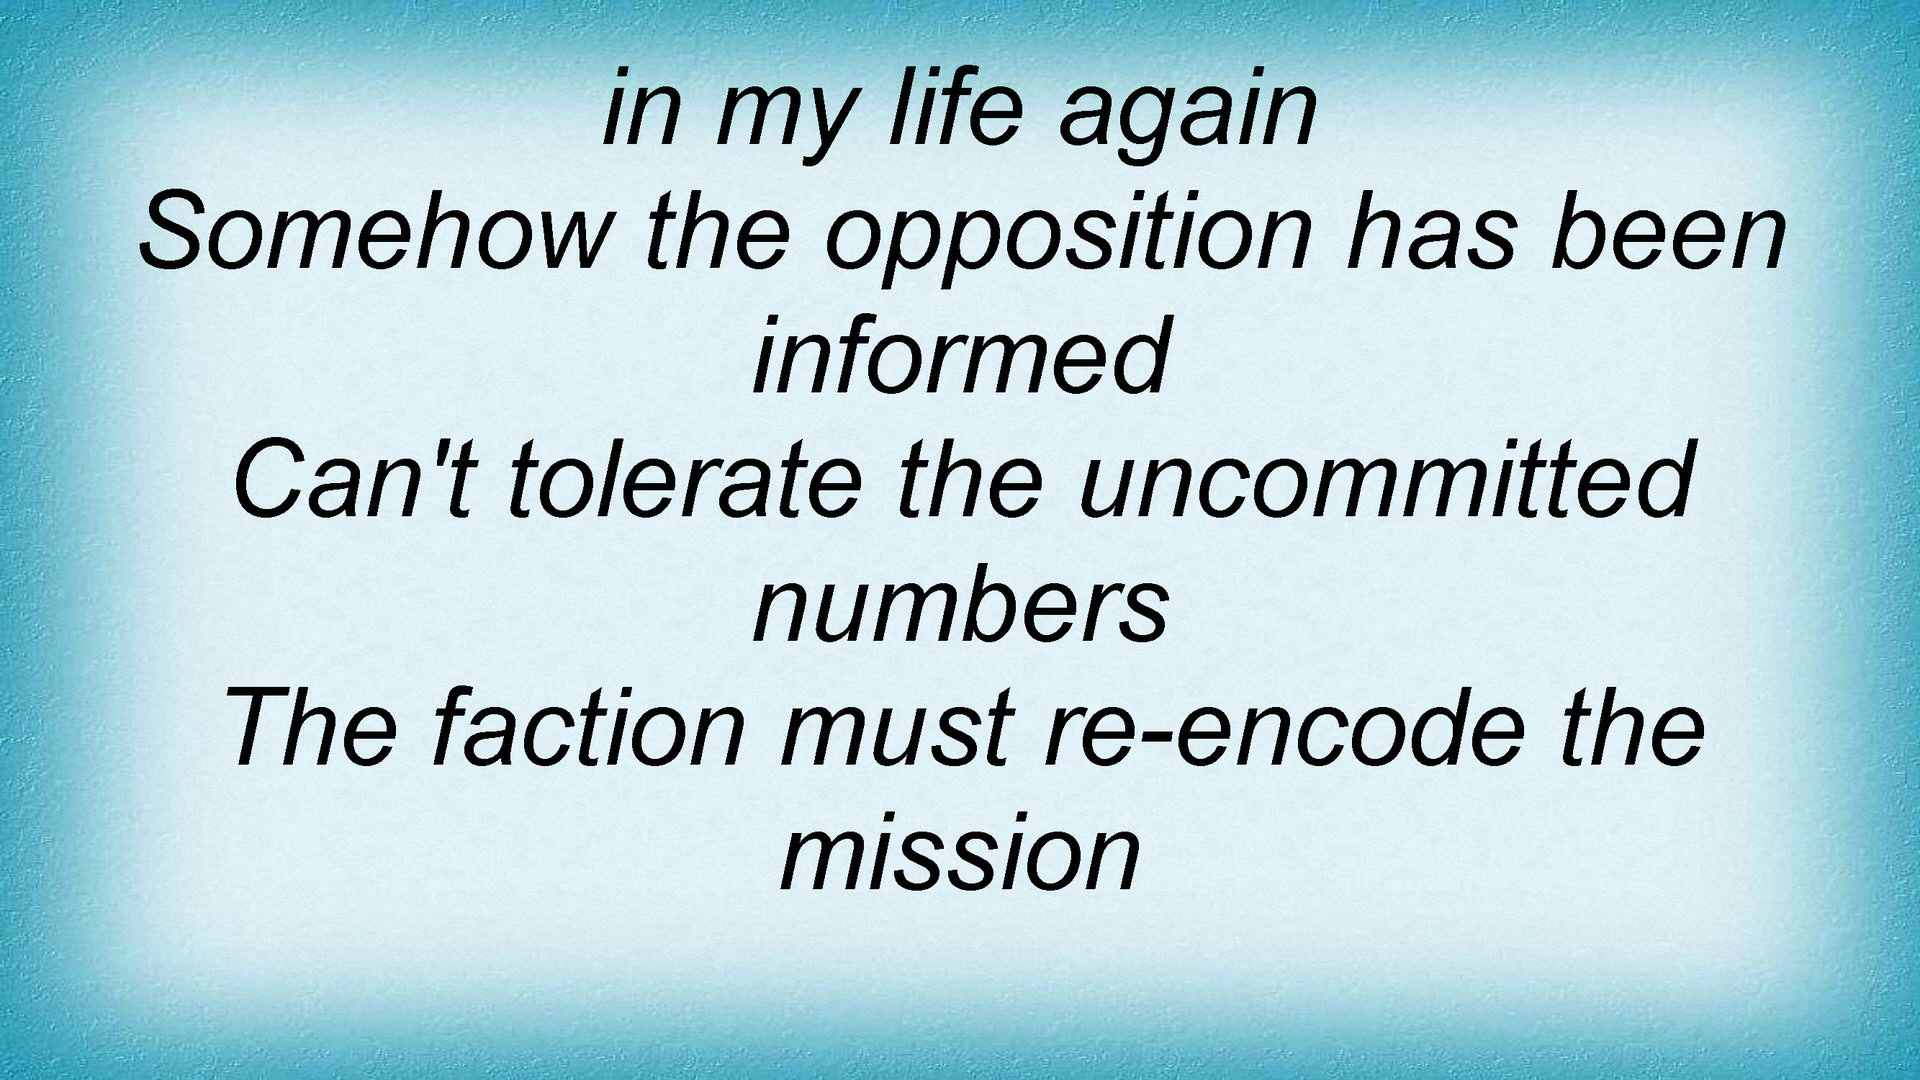 in my life again
Somehow the opposition has been
informed
Can't tolerate the uncommitted
numbers
The faction must re-encode the
mission